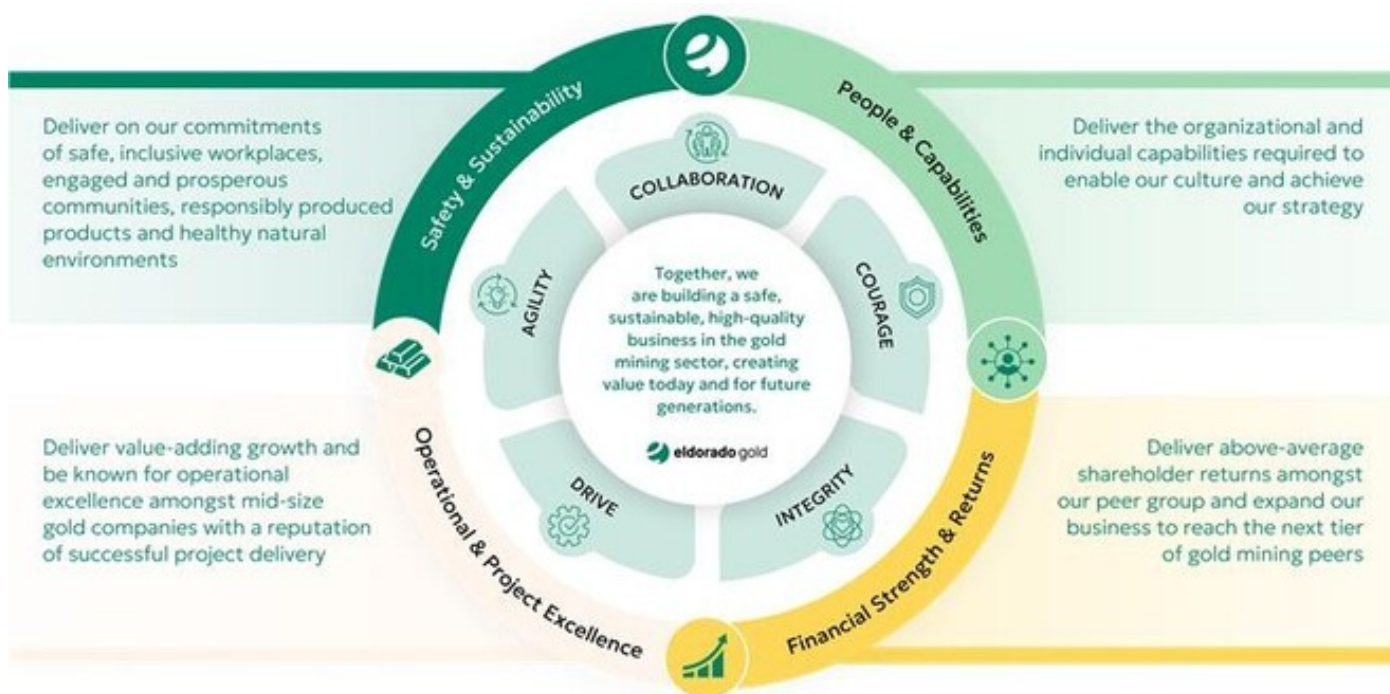 Safety & Sustainability
Deliver on our commitments
of safe, inclusive workplaces,
engaged and prosperous
communities, responsibly produced
products and healthy natural
environments
People & Capabilities
Deliver the organizational and
individual capabilities required to
enable our culture and achieve
our strategy
COLLABORATION
AGILITY
COURAGE
Together, we
are building a safe,
sustainable, high-quality
business in the gold
mining sector, creating
value today and for future
generations.
eldorado gold
DRIVE
INTEGRITY
Operational & Project Excellence
Deliver value-adding growth and
be known for operational
excellence amongst mid-size
gold companies with a reputation
of successful project delivery
Financial Strength & Returns
Deliver above-average
shareholder returns amongst
our peer group and expand our
business to reach the next tier
of gold mining peers